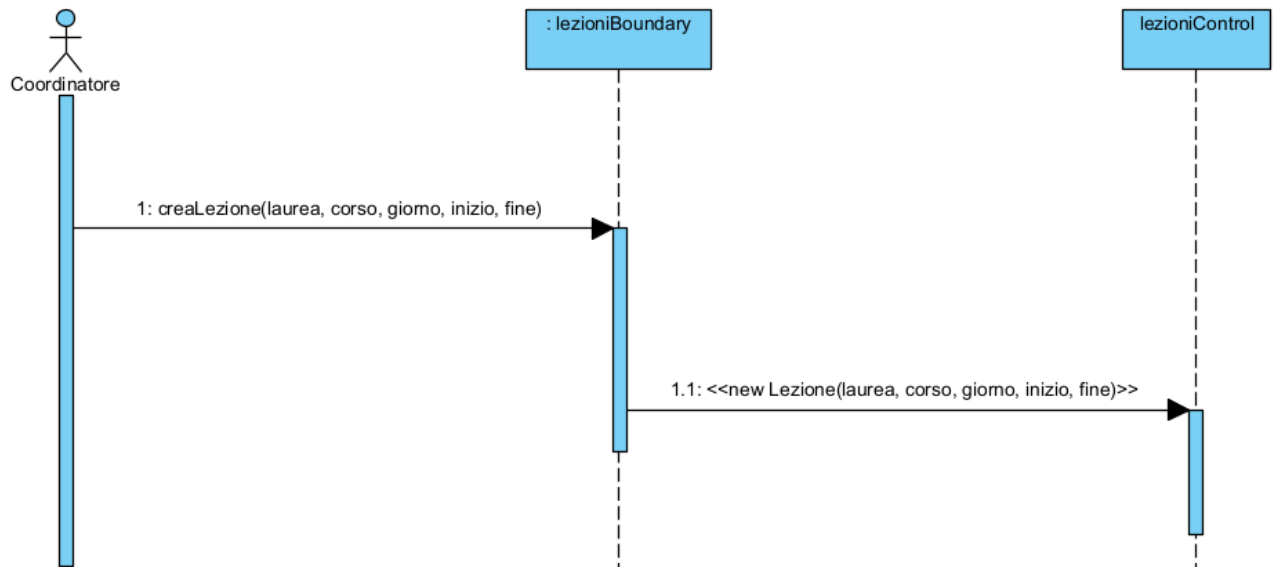 : lezioniBoundary
lezioniControl
Coordinatore
1: creaLezione(laurea, corso, giorno, inizio, fine)
1.1: <<new Lezione(laurea, corso, giorno, inizio, fine)>>